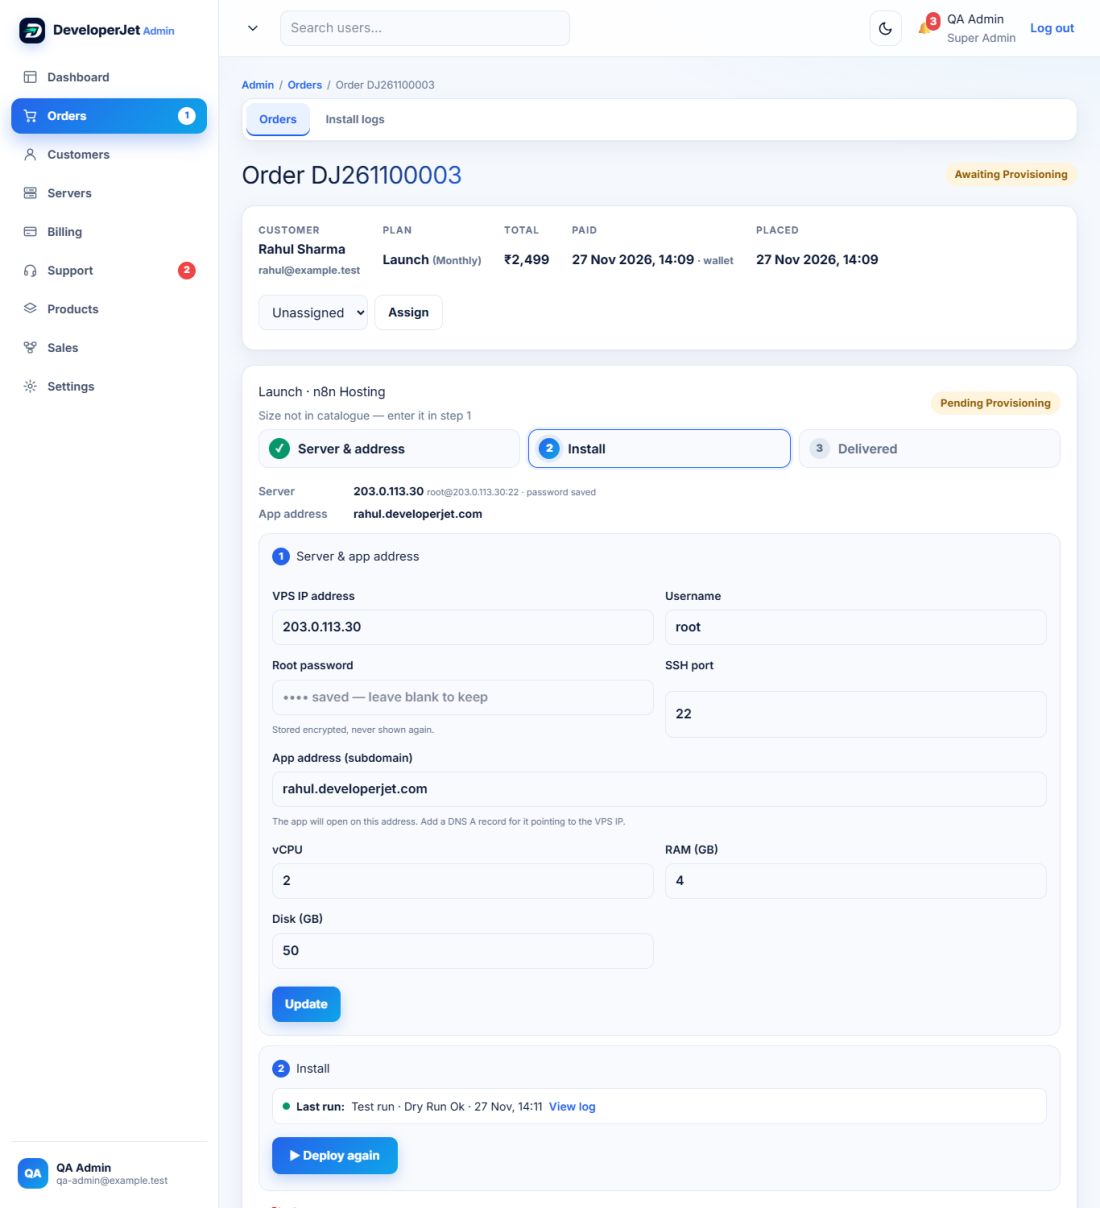 DeveloperJet Admin
Search users...
3
QA Admin
Super Admin
Log out
Dashboard
Orders 1
Customers
Servers
Billing
Support 2
Products
Sales
Settings
QA
QA Admin
qa-admin@example.test
Admin / Orders / Order DJ261100003
Orders Install logs
Order DJ261100003
Awaiting Provisioning
CUSTOMER PLAN TOTAL PAID PLACED
Rahul Sharma
rahul@example.test
Launch (Monthly) ₹2,499 27 Nov 2026, 14:09 · wallet 27 Nov 2026, 14:09
Unassigned Assign
Launch · n8n Hosting
Size not in catalogue — enter it in step 1
Pending Provisioning
✓ Server & address 2 Install 3 Delivered
Server 203.0.113.30 root@203.0.113.30:22 · password saved
App address rahul.developerjet.com
1 Server & app address
VPS IP address Username
203.0.113.30 root
Root password SSH port
•••• saved — leave blank to keep 22
Stored encrypted, never shown again.
App address (subdomain)
rahul.developerjet.com
The app will open on this address. Add a DNS A record for it pointing to the VPS IP.
vCPU RAM (GB)
2 4
Disk (GB)
50
Update
2 Install
Last run: Test run · Dry Run Ok · 27 Nov, 14:11 View log
▶ Deploy again